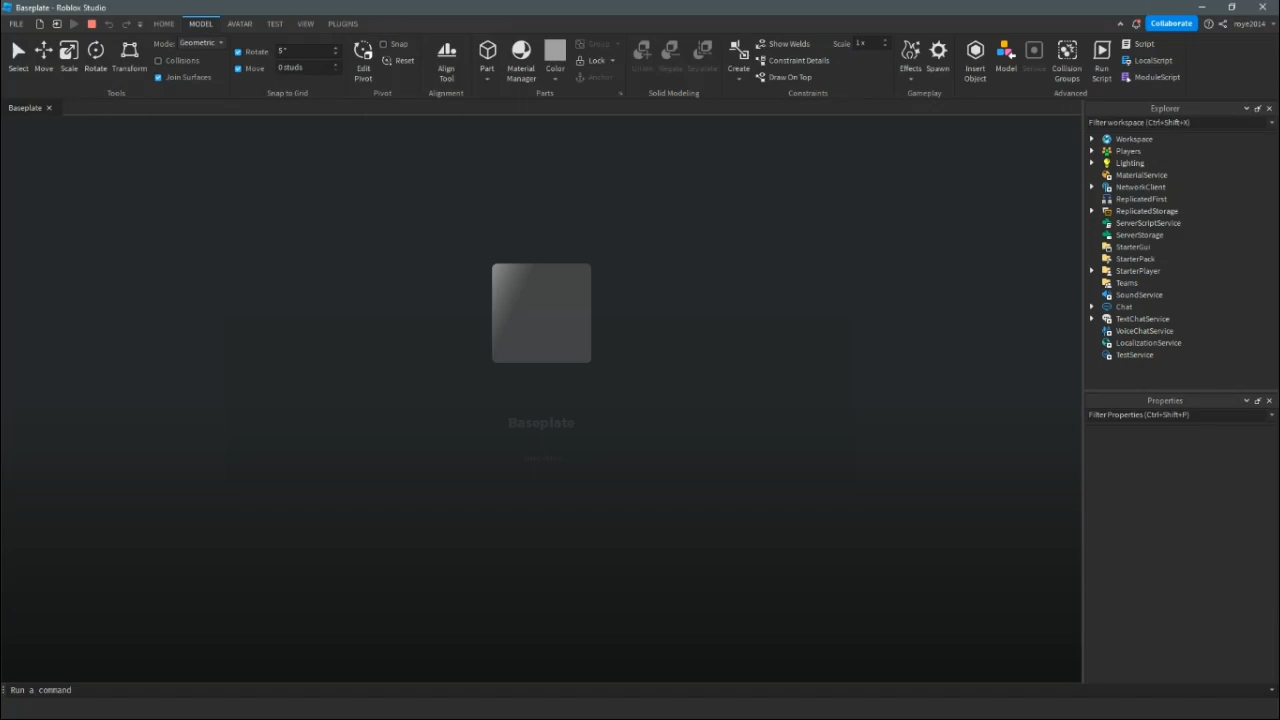 Baseplate - Roblox Studio
FILE HOME MODEL AVATAR TEST VIEW PLUGINS Collaborate roye2014
Select Move Scale Rotate Transform
Mode: Geometric
Collisions
Join Surfaces
Tools
Rotate 5°
Move 0 studs
Snap to Grid
Edit Pivot
Snap
Reset
Pivot
Align Tool
Alignment
Part
Material Manager
Color
Group
Lock
Anchor
Parts
Union Negate Separate
Solid Modeling
Create
Show Welds
Constraint Details
Draw On Top
Scale 1x
Constraints
Effects Spawn
Gameplay
Insert Object
Model
Service
Collision Groups
Run Script
Script
LocalScript
ModuleScript
Advanced
Baseplate
Baseplate
Explorer
Filter workspace (Ctrl+Shift+X)
Workspace
Players
Lighting
MaterialService
NetworkClient
ReplicatedFirst
ReplicatedStorage
ServerScriptService
ServerStorage
StarterGui
StarterPack
StarterPlayer
Teams
SoundService
Chat
TextChatService
VoiceChatService
LocalizationService
TestService
Properties
Filter Properties (Ctrl+Shift+P)
Run a command